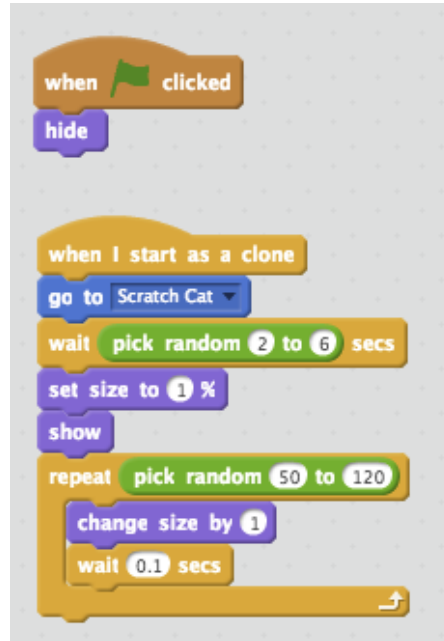 when clicked
hide
when I start as a clone
go to Scratch Cat
wait pick random 2 to 6 secs
set size to 1 %
show
repeat pick random 50 to 120
change size by 1
wait 0.1 secs